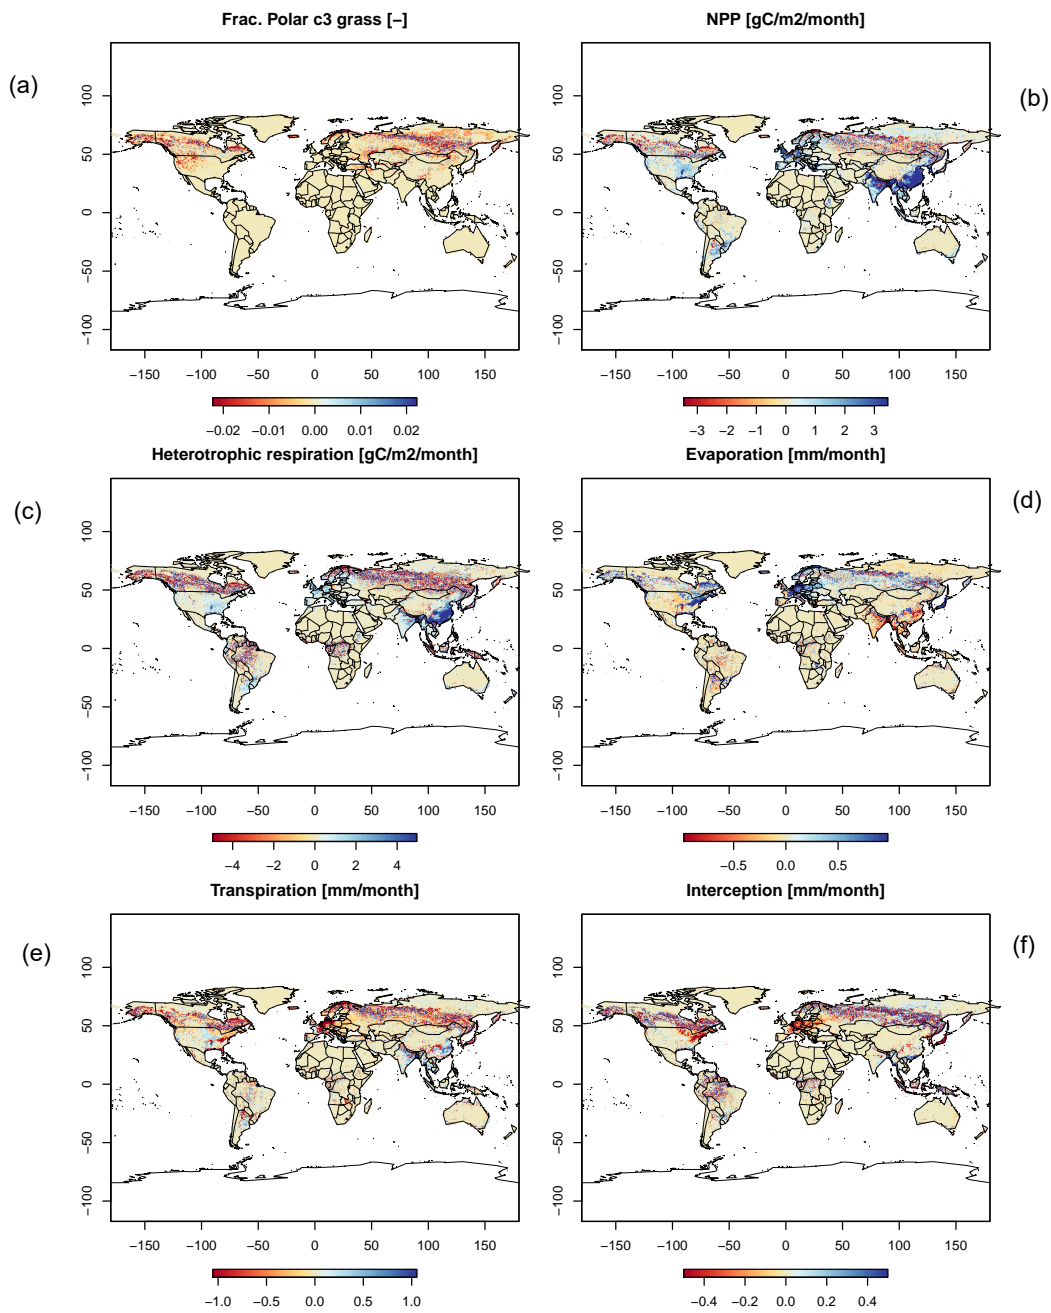 Frac. Polar c3 grass [−]
NPP [gC/m2/month]
(a)
(b)
100
50
0
−50
−100
100
50
0
−50
−100
−150 −100 −50 0 50 100 150
−150 −100 −50 0 50 100 150
−0.02 −0.01 0.00 0.01 0.02
−3 −2 −1 0 1 2 3
Heterotrophic respiration [gC/m2/month]
Evaporation [mm/month]
(c)
(d)
100
50
0
−50
−100
100
50
0
−50
−100
−150 −100 −50 0 50 100 150
−150 −100 −50 0 50 100 150
−4 −2 0 2 4
−0.5 0.0 0.5
Transpiration [mm/month]
Interception [mm/month]
(e)
(f)
100
50
0
−50
−100
100
50
0
−50
−100
−150 −100 −50 0 50 100 150
−150 −100 −50 0 50 100 150
−1.0 −0.5 0.0 0.5 1.0
−0.4 −0.2 0.0 0.2 0.4